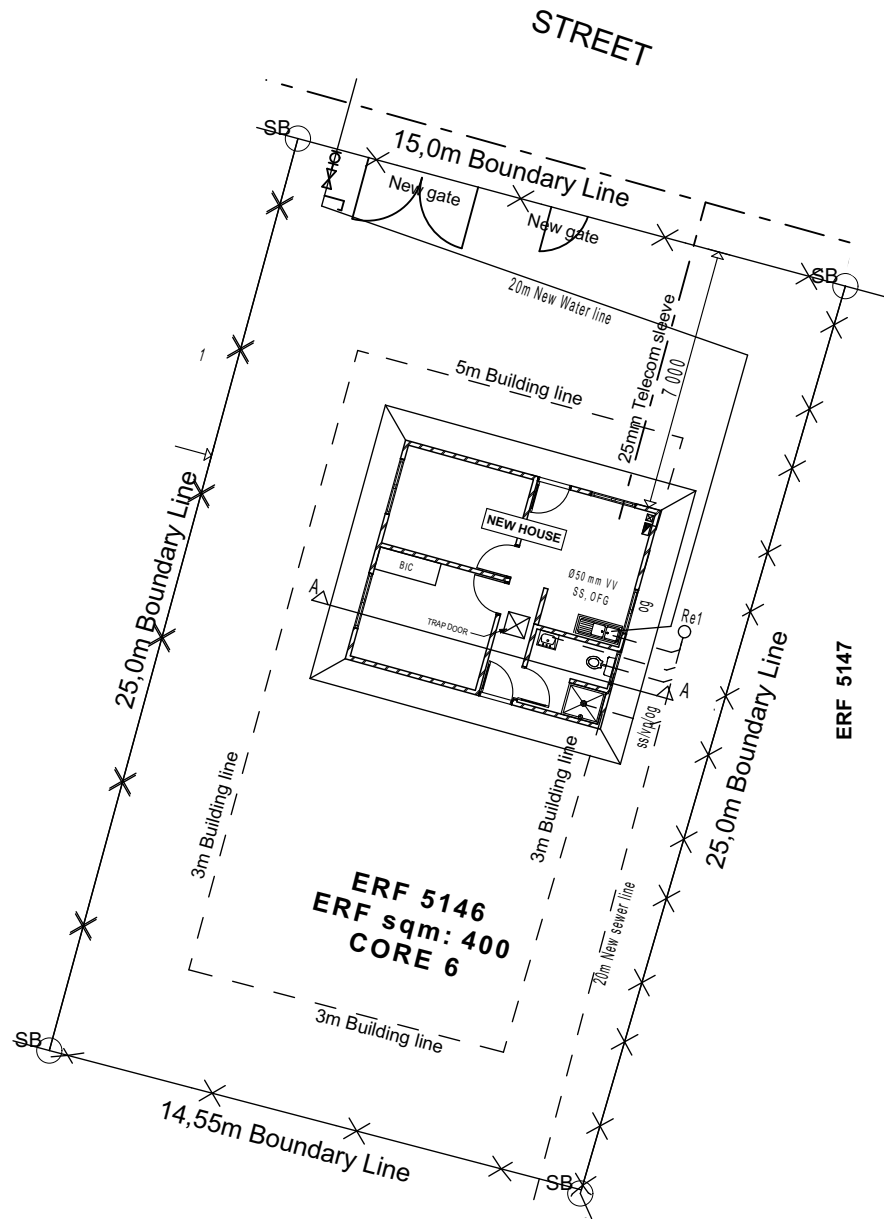 STREET
SB
15,0m Boundary Line
New gate
New gate
SB
20m New Water line
25mm Telecom sleeve
7 000
1
5m Building line
NEW HOUSE
BIC
Ø50 mm VV
SS, OFG
A
TRAP DOOR
og
Re1
A
ss/vp/og
25,0m Boundary Line
25,0m Boundary Line
ERF 5147
3m Building line
3m Building line
ERF 5146
ERF sqm: 400
CORE 6
20m New sewer line
3m Building line
SB
14,55m Boundary Line
SB